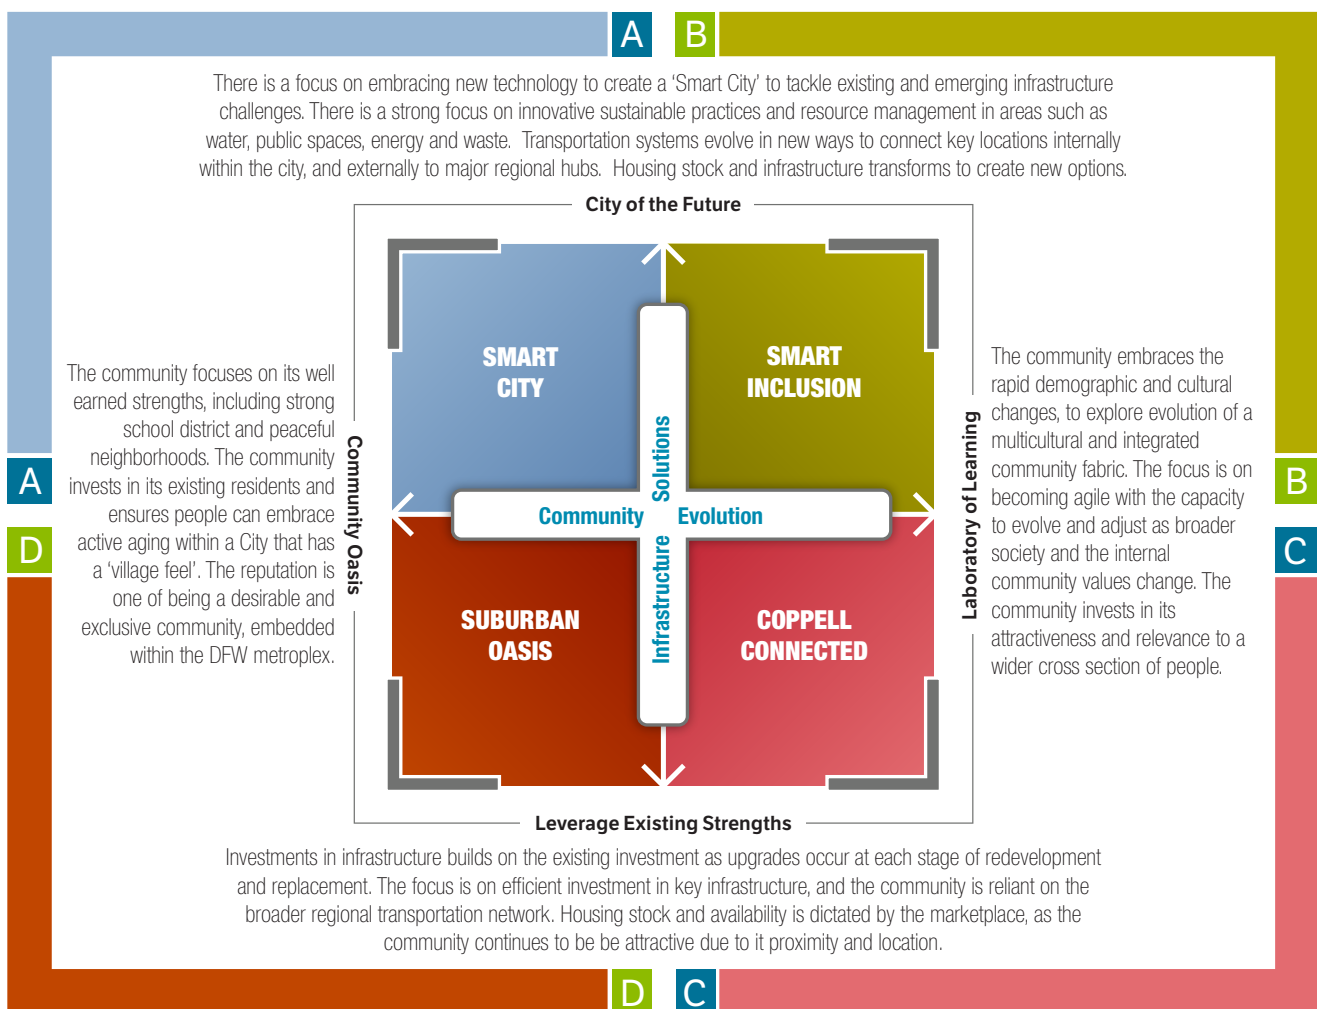 A
B
There is a focus on embracing new technology to create a ‘Smart City’ to tackle existing and emerging infrastructure
challenges. There is a strong focus on innovative sustainable practices and resource management in areas such as
water, public spaces, energy and waste. Transportation systems evolve in new ways to connect key locations internally
within the city, and externally to major regional hubs. Housing stock and infrastructure transforms to create new options.
City of the Future
The community focuses on its well
earned strengths, including strong
school district and peaceful
neighborhoods. The community
invests in its existing residents and
ensures people can embrace
active aging within a City that has
a ‘village feel’. The reputation is
one of being a desirable and
exclusive community, embedded
within the DFW metroplex.
A
D
Community Oasis
SMART
CITY
SMART
INCLUSION
Infrastructure Solutions
Community Evolution
SUBURBAN
OASIS
COPPELL
CONNECTED
Laboratory of Learning
The community embraces the
rapid demographic and cultural
changes, to explore evolution of a
multicultural and integrated
community fabric. The focus is on
becoming agile with the capacity
to evolve and adjust as broader
society and the internal
community values change. The
community invests in its
attractiveness and relevance to a
wider cross section of people.
B
C
Leverage Existing Strengths
Investments in infrastructure builds on the existing investment as upgrades occur at each stage of redevelopment
and replacement. The focus is on efficient investment in key infrastructure, and the community is reliant on the
broader regional transportation network. Housing stock and availability is dictated by the marketplace, as the
community continues to be be attractive due to it proximity and location.
D
C